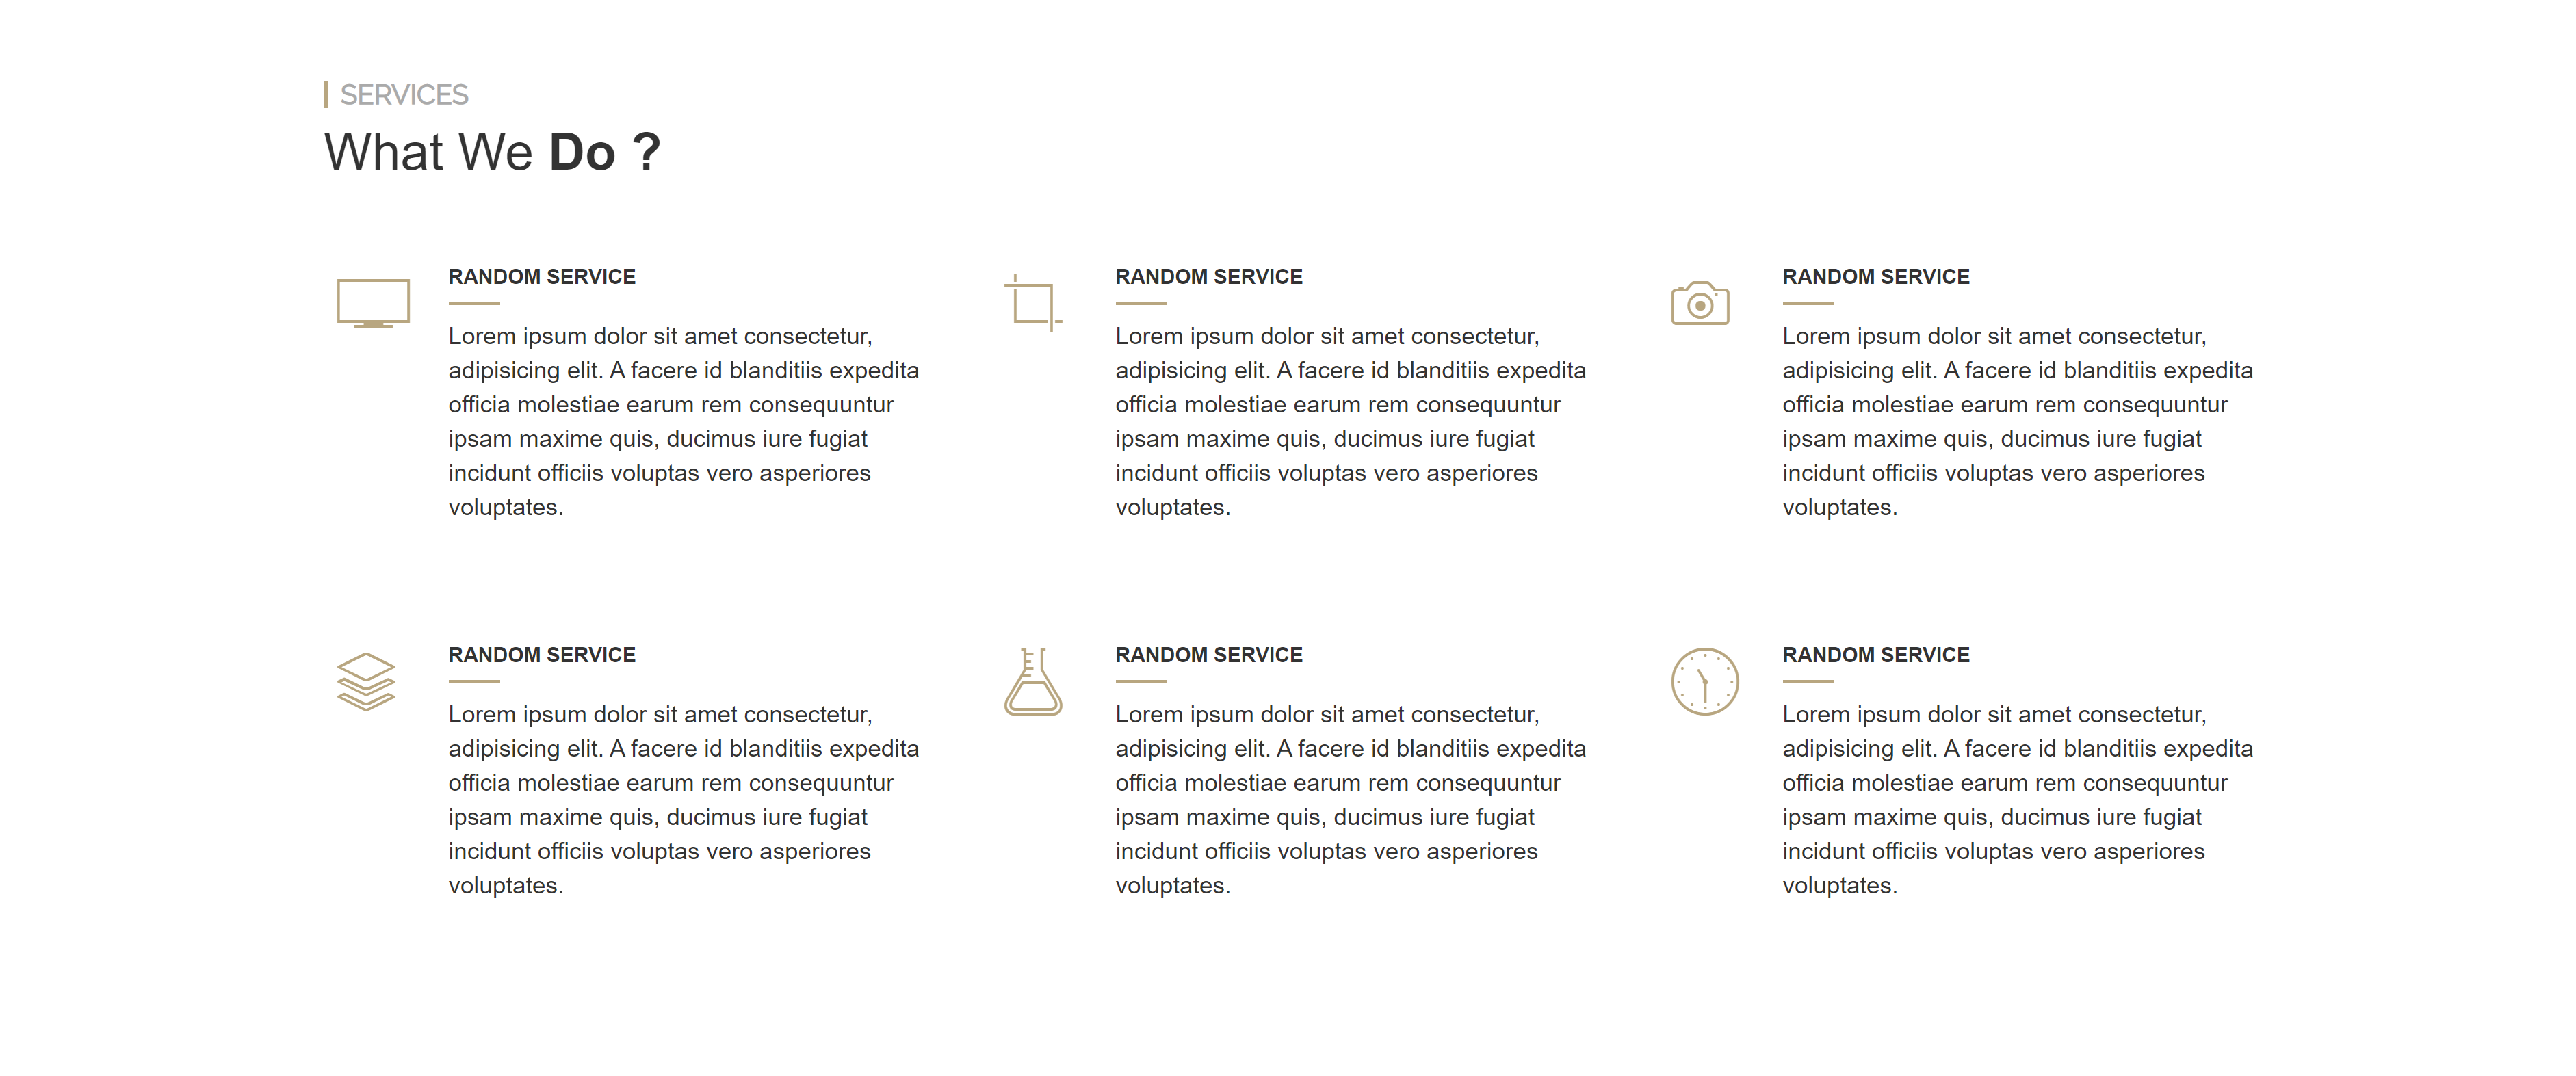 SERVICES
What We Do ?
RANDOM SERVICE
Lorem ipsum dolor sit amet consectetur,
adipisicing elit. A facere id blanditiis expedita
officia molestiae earum rem consequuntur
ipsam maxime quis, ducimus iure fugiat
incidunt officiis voluptas vero asperiores
voluptates.
RANDOM SERVICE
Lorem ipsum dolor sit amet consectetur,
adipisicing elit. A facere id blanditiis expedita
officia molestiae earum rem consequuntur
ipsam maxime quis, ducimus iure fugiat
incidunt officiis voluptas vero asperiores
voluptates.
RANDOM SERVICE
Lorem ipsum dolor sit amet consectetur,
adipisicing elit. A facere id blanditiis expedita
officia molestiae earum rem consequuntur
ipsam maxime quis, ducimus iure fugiat
incidunt officiis voluptas vero asperiores
voluptates.
RANDOM SERVICE
Lorem ipsum dolor sit amet consectetur,
adipisicing elit. A facere id blanditiis expedita
officia molestiae earum rem consequuntur
ipsam maxime quis, ducimus iure fugiat
incidunt officiis voluptas vero asperiores
voluptates.
RANDOM SERVICE
Lorem ipsum dolor sit amet consectetur,
adipisicing elit. A facere id blanditiis expedita
officia molestiae earum rem consequuntur
ipsam maxime quis, ducimus iure fugiat
incidunt officiis voluptas vero asperiores
voluptates.
RANDOM SERVICE
Lorem ipsum dolor sit amet consectetur,
adipisicing elit. A facere id blanditiis expedita
officia molestiae earum rem consequuntur
ipsam maxime quis, ducimus iure fugiat
incidunt officiis voluptas vero asperiores
voluptates.